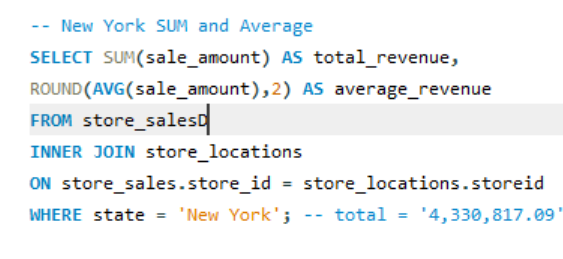 -- New York SUM and Average
SELECT SUM(sale_amount) AS total_revenue,
ROUND(AVG(sale_amount),2) AS average_revenue
FROM store_salesD
INNER JOIN store_locations
ON store_sales.store_id = store_locations.storeid
WHERE state = 'New York'; -- total = '4,330,817.09'